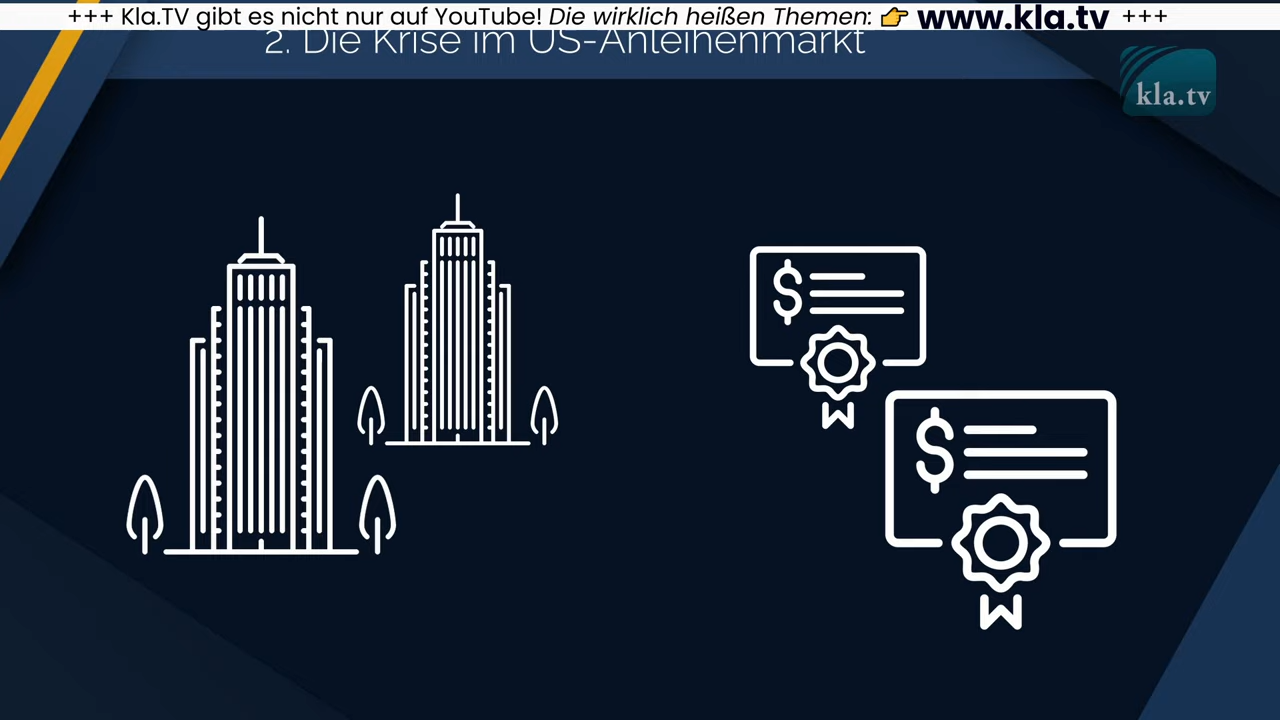 +++ Kla.TV gibt es nicht nur auf YouTube! Die wirklich heißen Themen: 👉 www.kla.tv +++
2. Die Krise im US-Anleihenmarkt
kla.tv
$
$